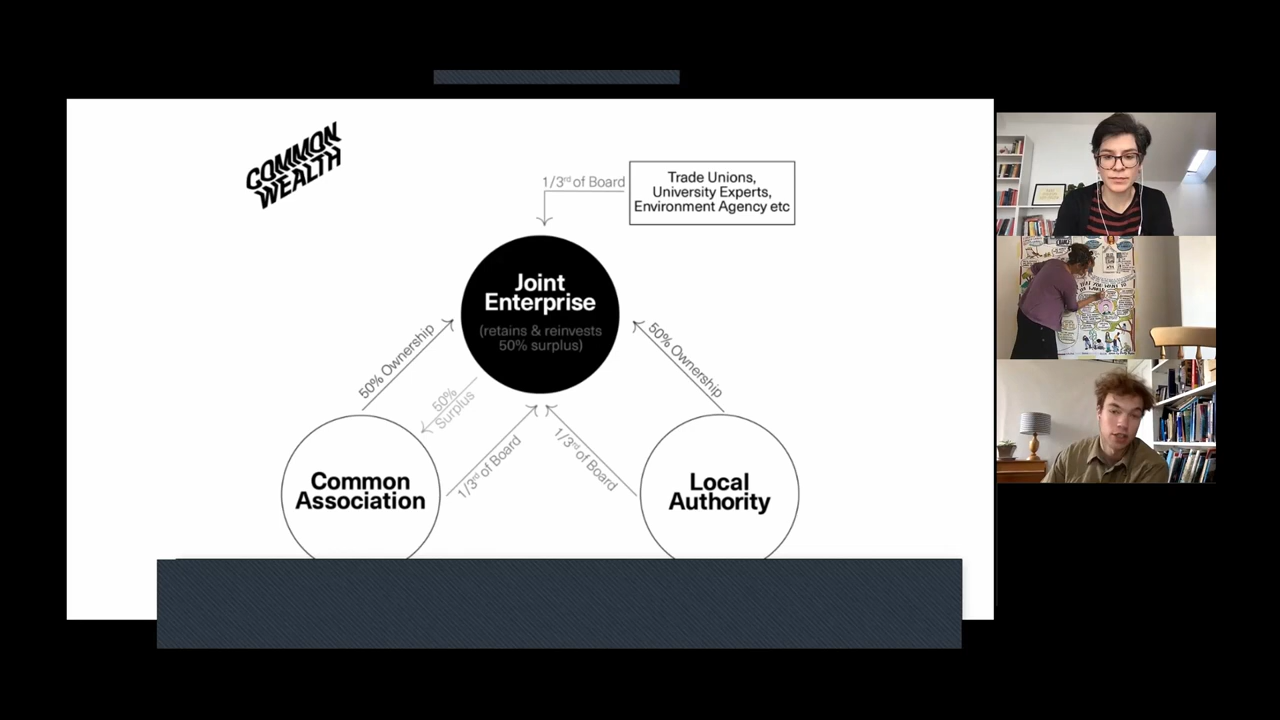 COMMON
WEALTH
1/3rd of Board
Trade Unions,
University Experts,
Environment Agency etc
Joint
Enterprise
(retains & reinvests
50% surplus)
50% Ownership
50% Ownership
50%
Surplus
1/3rd of Board
1/3rd of Board
Common
Association
Local
Authority